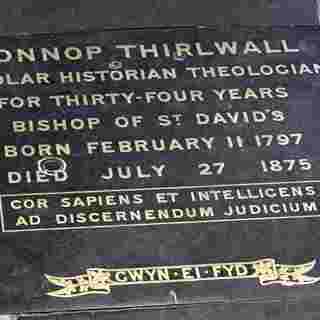 ONNOP THIRLWALL
OLAR HISTORIAN THEOLOGIAN
FOR THIRTY-FOUR YEARS
BISHOP OF ST DAVID'S
BORN FEBRUARY 11 1797
DIED JULY 27 1875
COR SAPIENS ET INTELLIGENS
AD DISCERNENDUM JUDICIUM
GWYN·EI·FYD